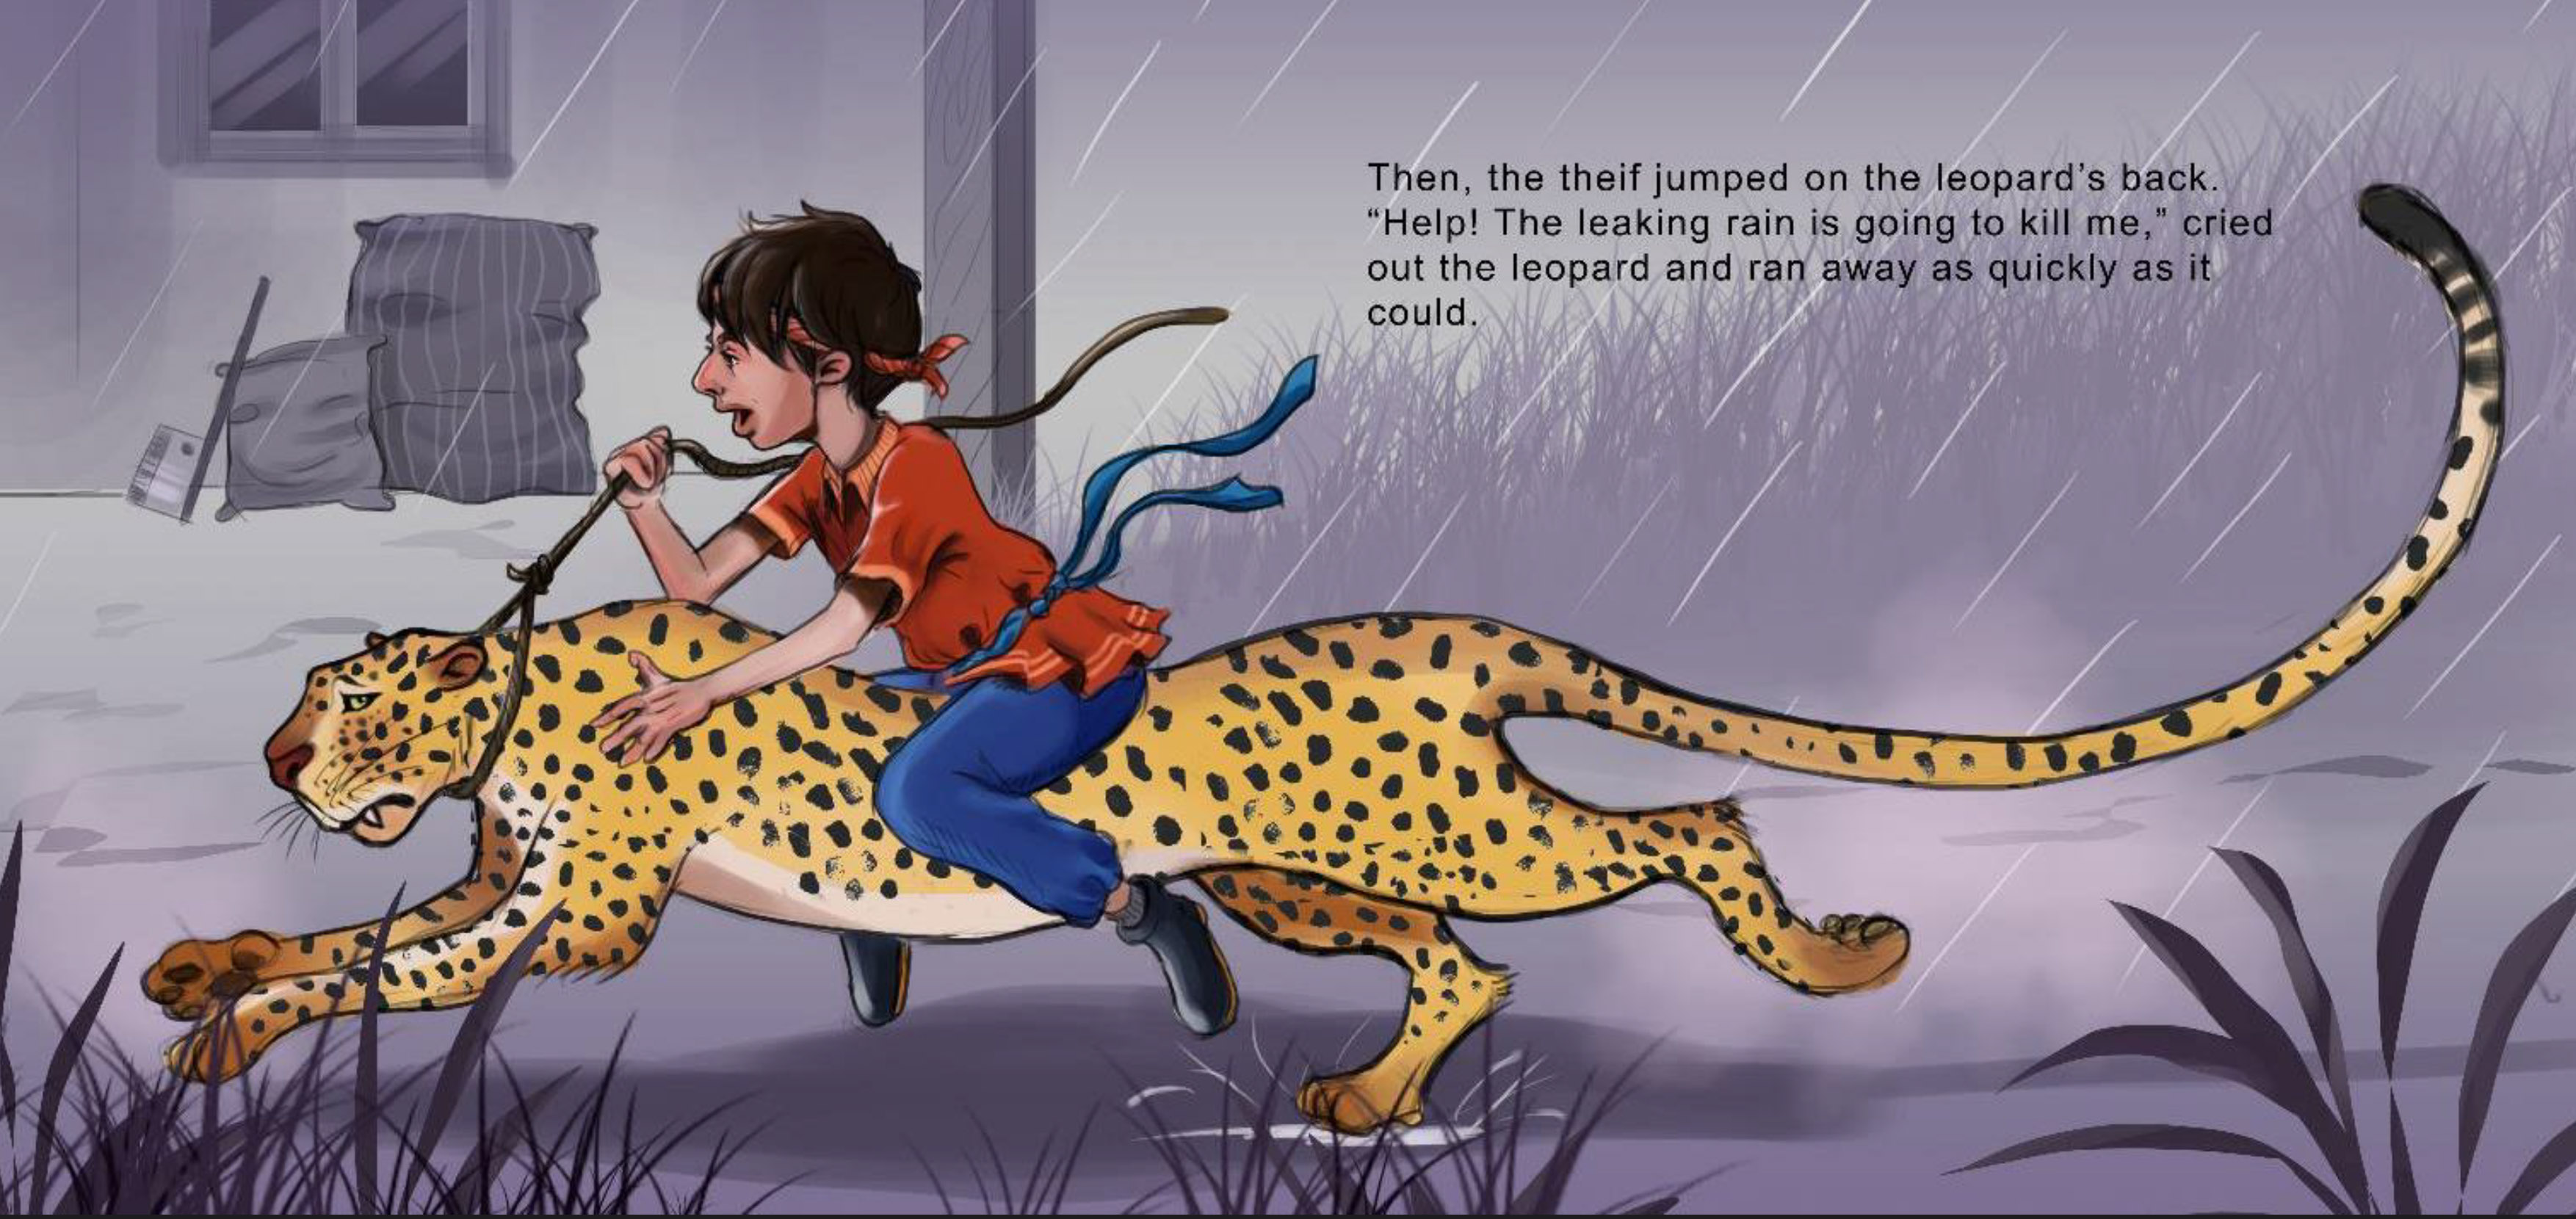 Then, the theif jumped on the leopard's back.
“Help! The leaking rain is going to kill me,” cried
out the leopard and ran away as quickly as it
could.